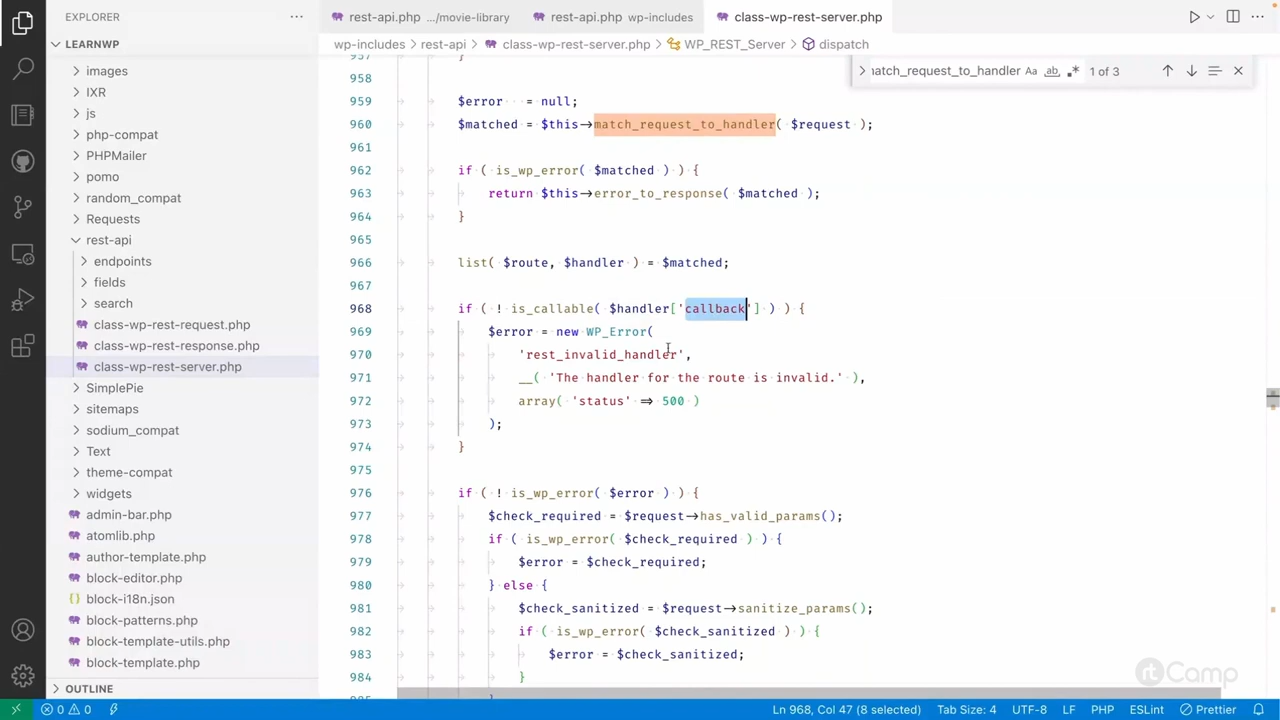 EXPLORER
LEARNWP
images
IXR
js
php-compat
PHPMailer
pomo
random_compat
Requests
rest-api
endpoints
fields
search
class-wp-rest-request.php
class-wp-rest-response.php
class-wp-rest-server.php
SimplePie
sitemaps
sodium_compat
Text
theme-compat
widgets
admin-bar.php
atomlib.php
author-template.php
block-editor.php
block-i18n.json
block-patterns.php
block-template-utils.php
block-template.php
OUTLINE
rest-api.php .../movie-library
rest-api.php wp-includes
class-wp-rest-server.php
wp-includes > rest-api > class-wp-rest-server.php > WP_REST_Server > dispatch
match_request_to_handler Aa ab 1 of 3
957 }
958
959 $error = null;
960 $matched = $this->match_request_to_handler( $request );
961
962 if ( is_wp_error( $matched ) ) {
963 return $this->error_to_response( $matched );
964 }
965
966 list( $route, $handler ) = $matched;
967
968 if ( ! is_callable( $handler['callback'] ) ) {
969 $error = new WP_Error(
970 'rest_invalid_handler',
971 __( 'The handler for the route is invalid.' ),
972 array( 'status' => 500 )
973 );
974 }
975
976 if ( ! is_wp_error( $error ) ) {
977 $check_required = $request->has_valid_params();
978 if ( is_wp_error( $check_required ) ) {
979 $error = $check_required;
980 } else {
981 $check_sanitized = $request->sanitize_params();
982 if ( is_wp_error( $check_sanitized ) ) {
983 $error = $check_sanitized;
984 }
985 }
rtCamp
0 0 Ln 968, Col 47 (8 selected) Tab Size: 4 UTF-8 LF PHP ESLint Prettier